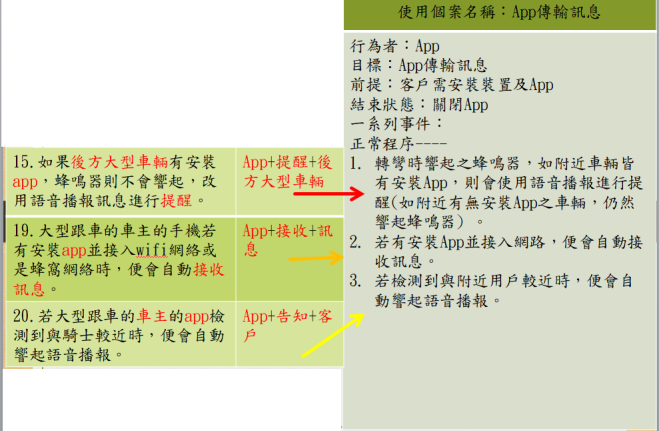 使用個案名稱：App傳輸訊息
行為者：App
目標：App傳輸訊息
前提：客戶需安裝裝置及App
結束狀態：關閉App
一系列事件：
正常程序----
1. 轉彎時響起之蜂鳴器，如附近車輛皆
有安裝App，則會使用語音播報進行提
醒(如附近有無安裝App之車輛，仍然
響起蜂鳴器) 。
2. 若有安裝App並接入網路，便會自動接
收訊息。
3. 若檢測到與附近用戶較近時，便會自
動響起語音播報。
15.如果後方大型車輛有安裝
app，蜂鳴器則不會響起，改
用語音播報訊息進行提醒。
App+提醒+後
方大型車輛
19.大型跟車的車主的手機若
有安裝app並接入wifi網絡或
是蜂窩網絡時，便會自動接收
訊息。
App+接收+訊
息
20.若大型跟車的車主的app檢
測到與騎士較近時，便會自動
響起語音播報。
App+告知+客
戶